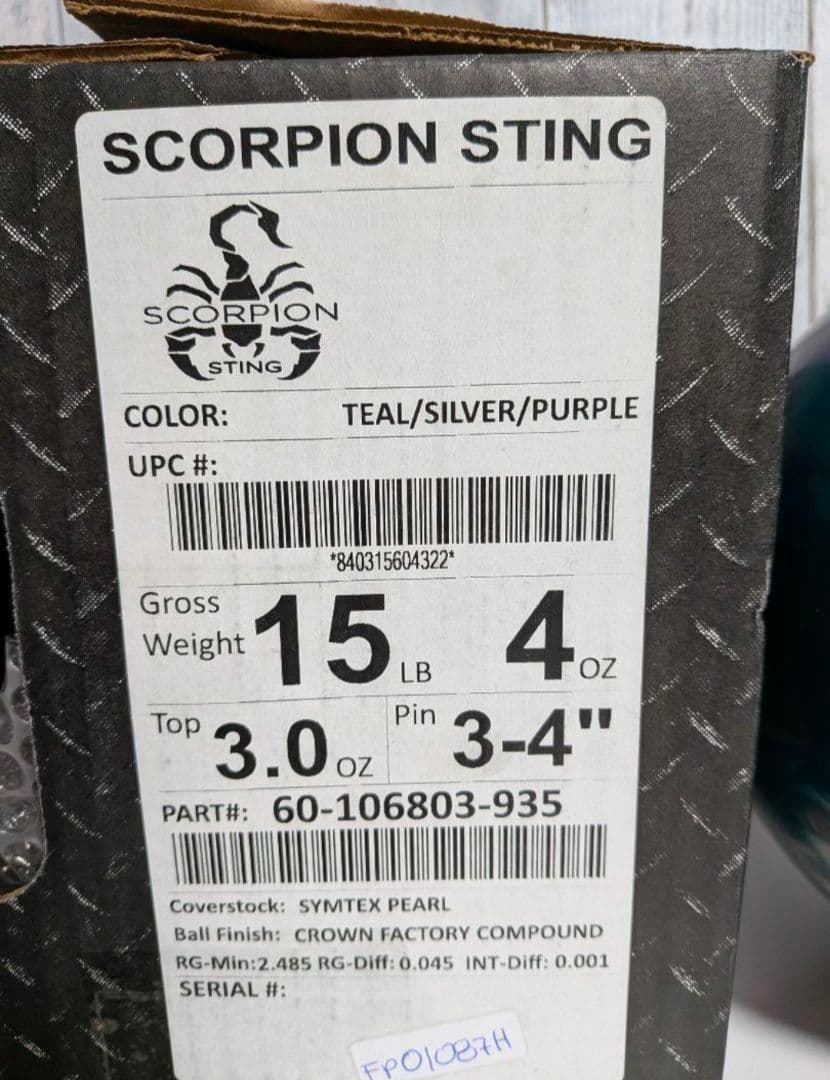 SCORPION STING
SCORPION
STING
COLOR: TEAL/SILVER/PURPLE
UPC #:
*840315604322*
Gross Weight 15 LB 4 OZ
Top 3.0 OZ Pin 3-4"
PART#: 60-106803-935
Coverstock: SYMTEX PEARL
Ball Finish: CROWN FACTORY COMPOUND
RG-Min:2.485 RG-Diff: 0.045 INT-Diff: 0.001
SERIAL #:
FP01087H